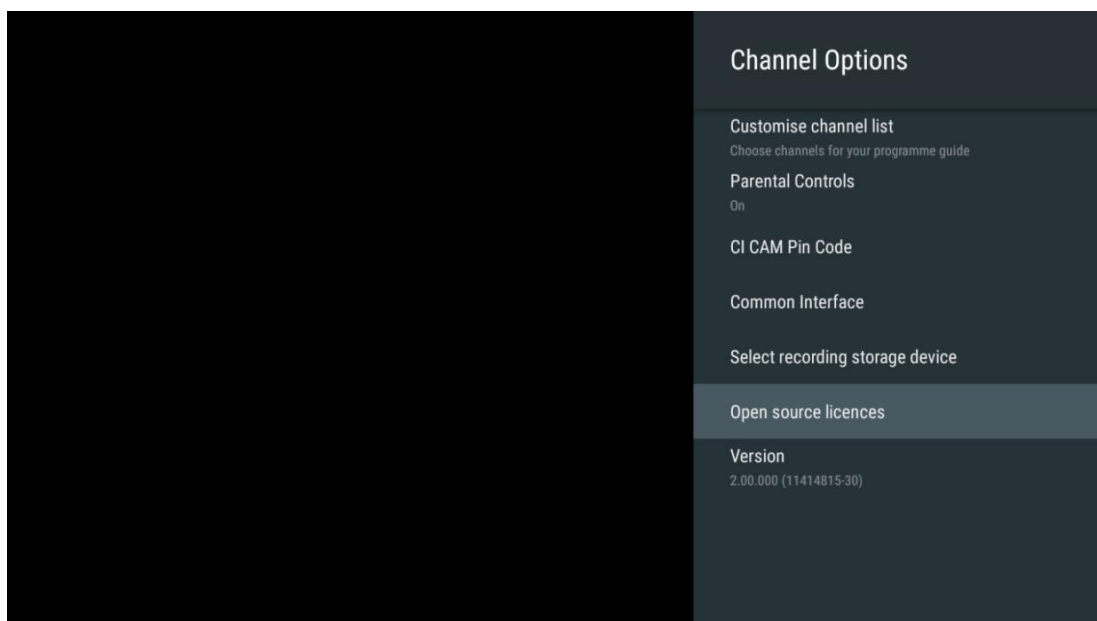 Channel Options
Customise channel list
Choose channels for your programme guide
Parental Controls
On
CI CAM Pin Code
Common Interface
Select recording storage device
Open source licences
Version
2.00.000 (11414815-30)